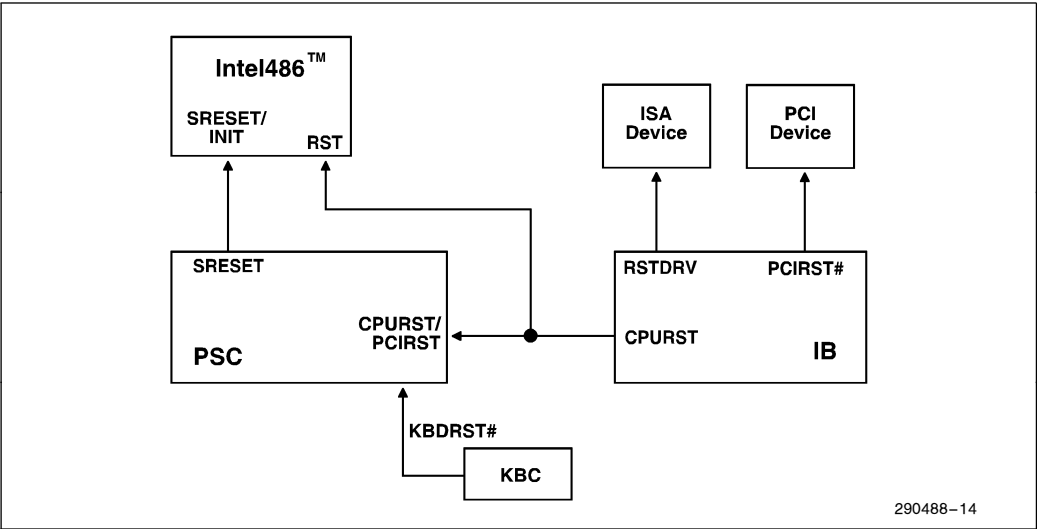 Intel486™
SRESET/
INIT
RST
ISA
Device
PCI
Device
SRESET
CPURST/
PCIRST
PSC
RSTDRV
PCIRST#
CPURST
IB
KBDRST#
KBC
290488–14